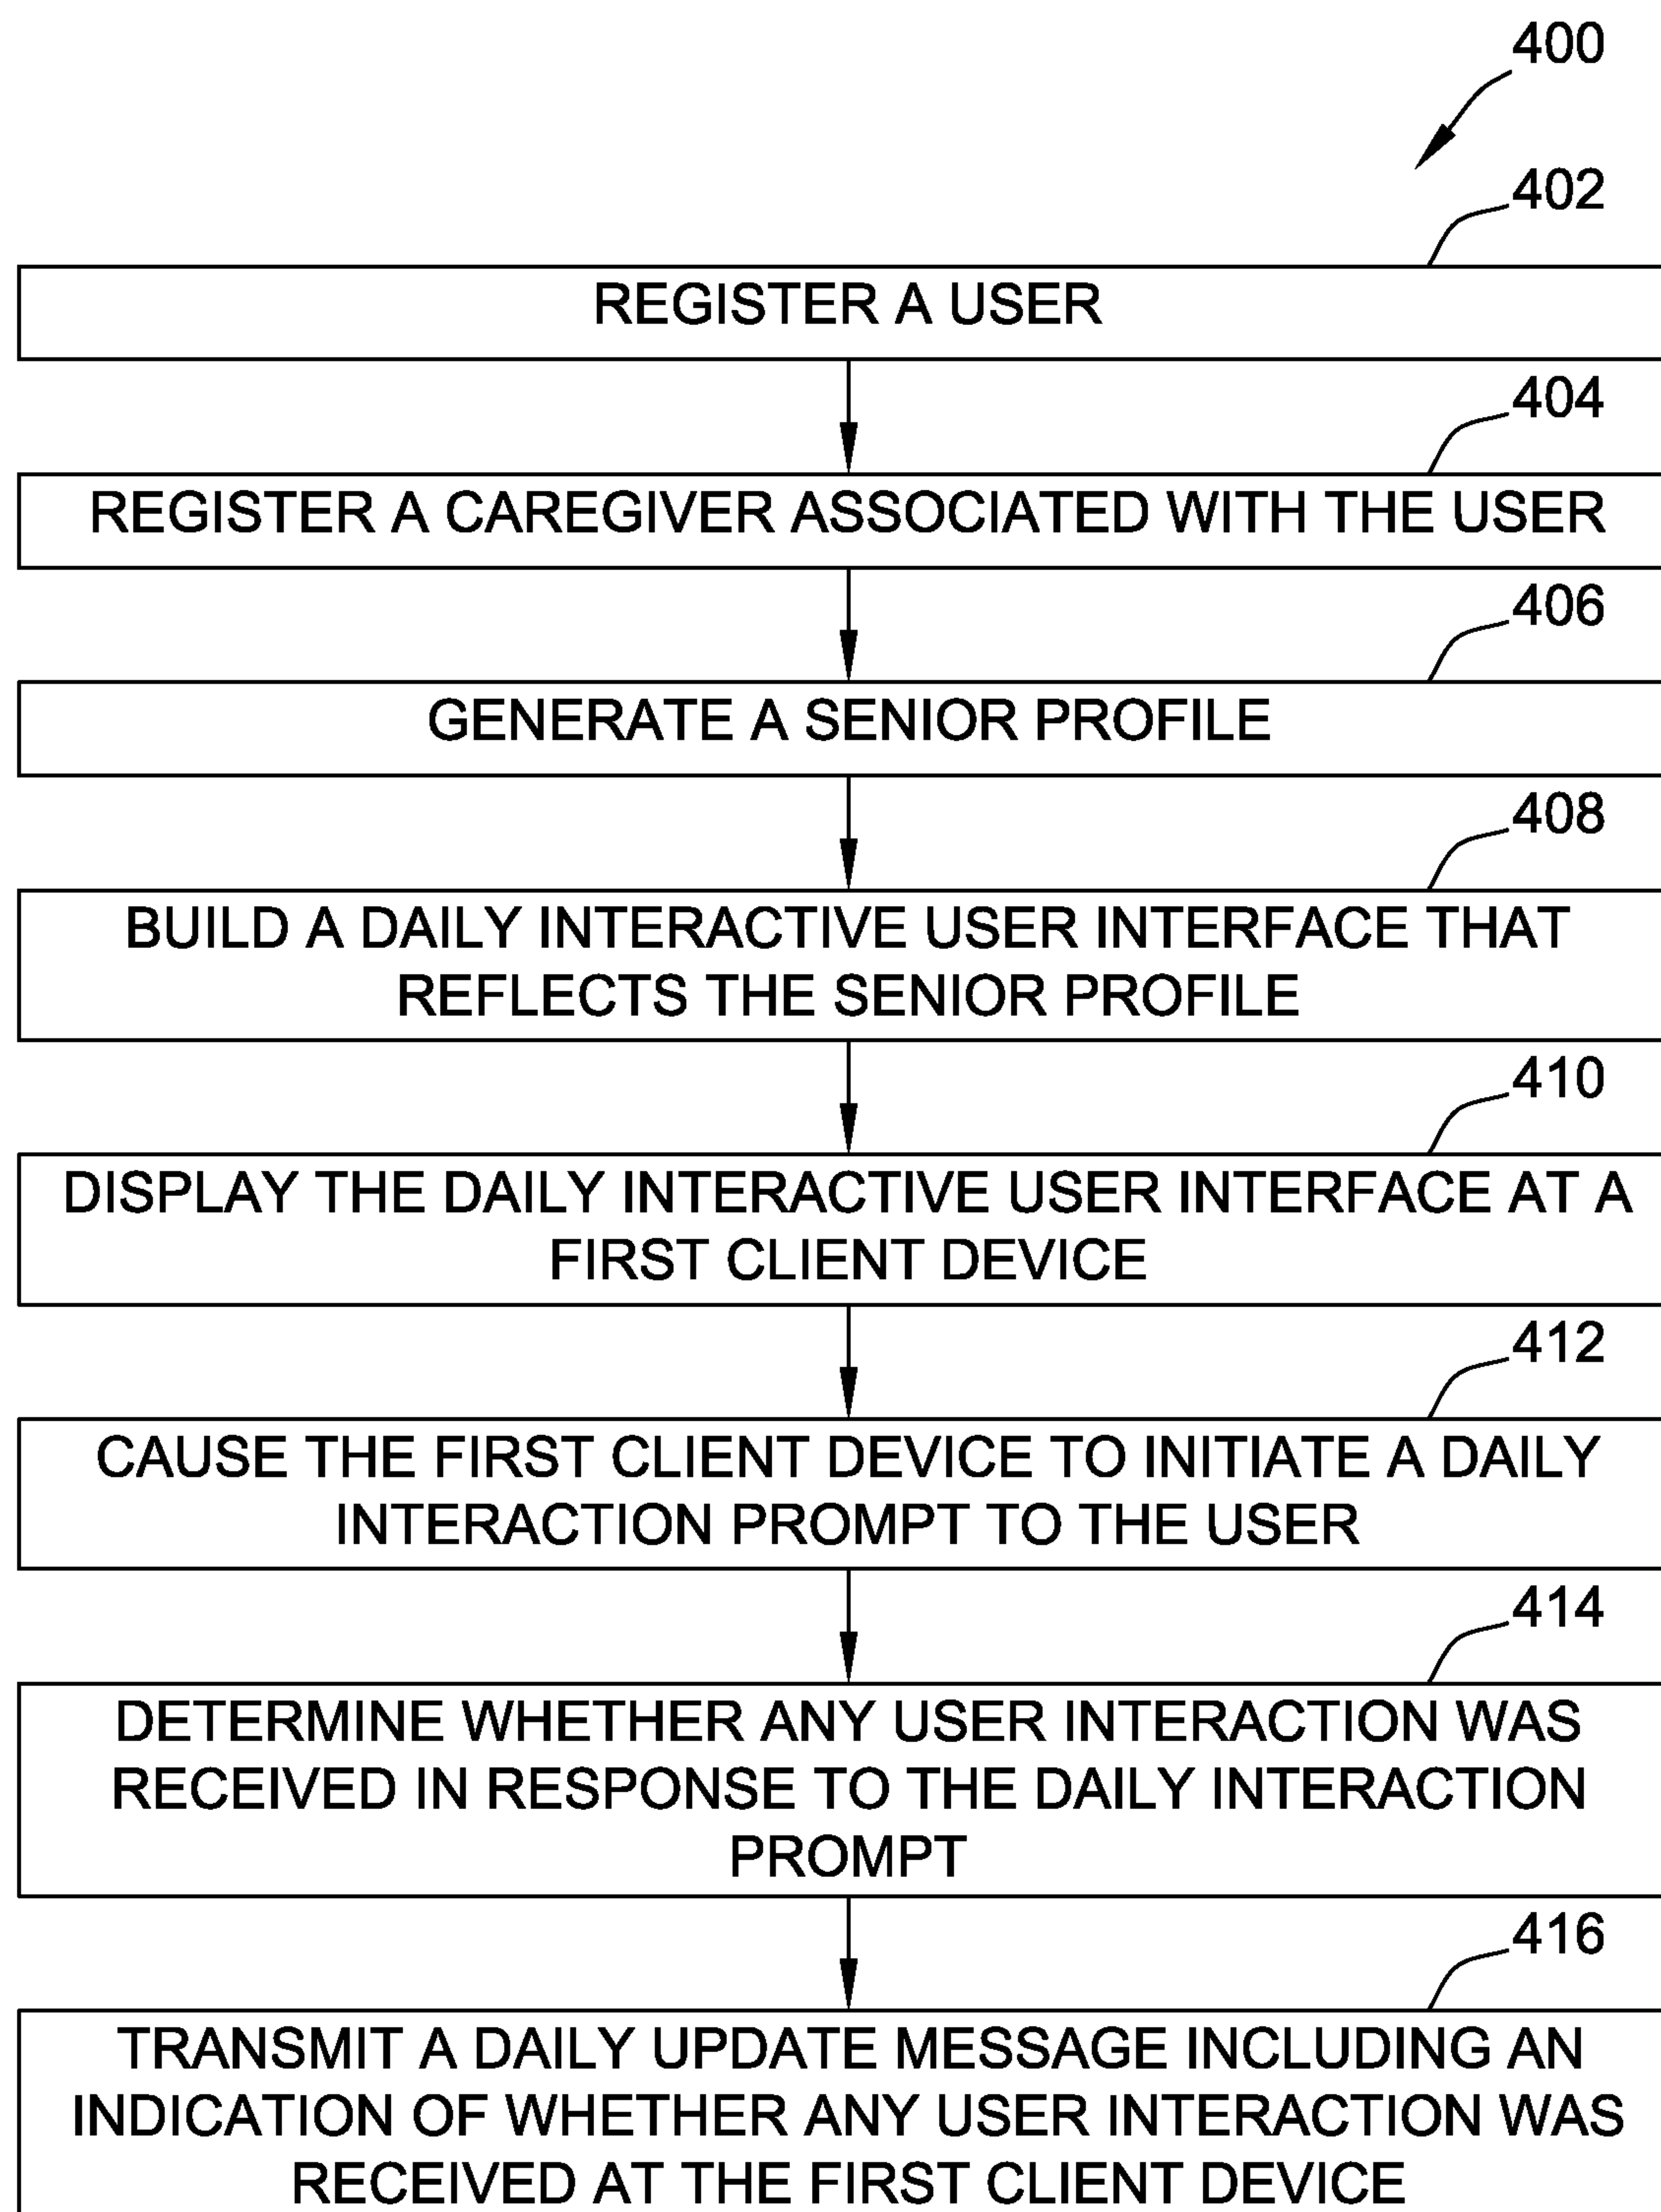 400
402
REGISTER A USER
404
REGISTER A CAREGIVER ASSOCIATED WITH THE USER
406
GENERATE A SENIOR PROFILE
408
BUILD A DAILY INTERACTIVE USER INTERFACE THAT
REFLECTS THE SENIOR PROFILE
410
DISPLAY THE DAILY INTERACTIVE USER INTERFACE AT A
FIRST CLIENT DEVICE
412
CAUSE THE FIRST CLIENT DEVICE TO INITIATE A DAILY
INTERACTION PROMPT TO THE USER
414
DETERMINE WHETHER ANY USER INTERACTION WAS
RECEIVED IN RESPONSE TO THE DAILY INTERACTION
PROMPT
416
TRANSMIT A DAILY UPDATE MESSAGE INCLUDING AN
INDICATION OF WHETHER ANY USER INTERACTION WAS
RECEIVED AT THE FIRST CLIENT DEVICE